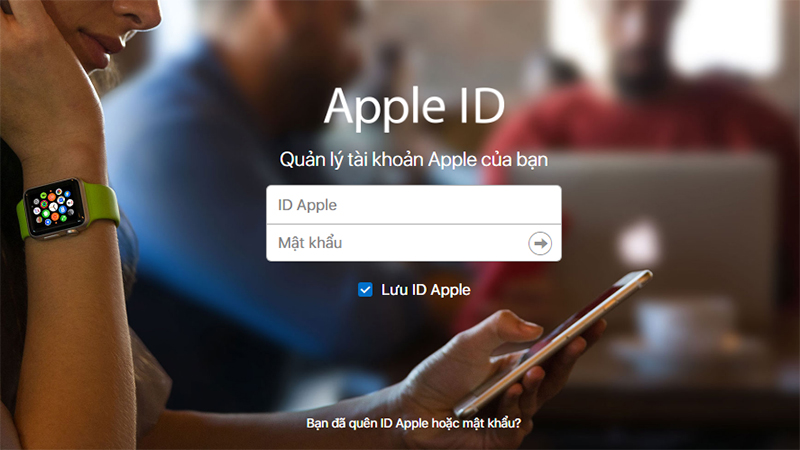 Apple ID
Quản lý tài khoản Apple của bạn
ID Apple
Mật khẩu
Lưu ID Apple
Bạn đã quên ID Apple hoặc mật khẩu?